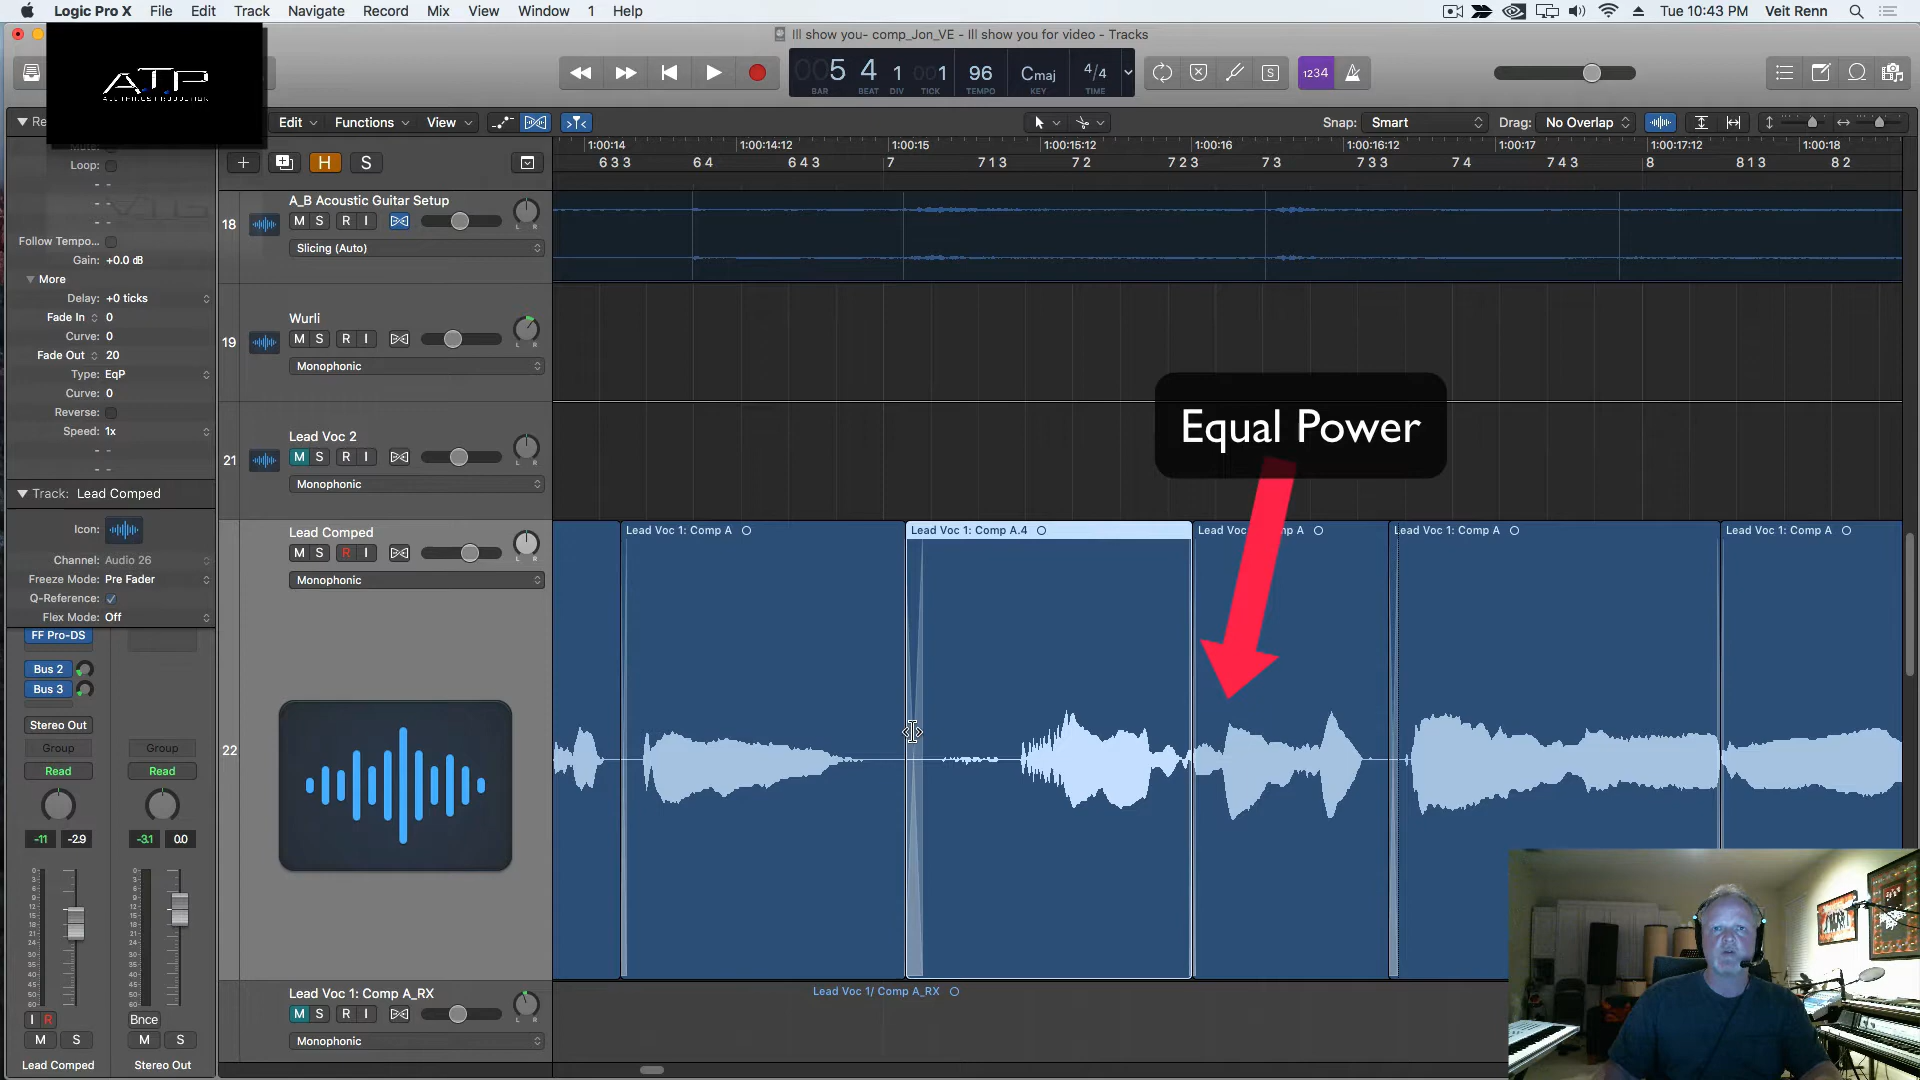 Logic Pro X File Edit Track Navigate Record Mix View Window 1 Help
Tue 10:43 PM Veit Renn
Ill show you- comp_Jon_VE - Ill show you for video - Tracks
ATP
5 4 1 1 96 Cmaj 4/4
BAR BEAT DIV TICK TEMPO KEY TIME
S
1234
Re
Edit Functions View
Snap: Smart Drag: No Overlap
H S
1:00:14 1:00:14:12 1:00:15 1:00:15:12 1:00:16 1:00:16:12 1:00:17 1:00:17:12 1:00:18
6 3 3 6 4 6 4 3 7 7 1 3 7 2 7 2 3 7 3 7 3 3 7 4 7 4 3 8 8 1 3 8 2
Mute:
Loop:
Follow Tempo...
Gain: +0.0 dB
More
Delay: +0 ticks
Fade In 0
Curve: 0
Fade Out 20
Type: EqP
Curve: 0
Reverse:
Speed: 1x
Track: Lead Comped
Icon:
Channel: Audio 26
Freeze Mode: Pre Fader
Q-Reference:
Flex Mode: Off
FF Pro-DS
Bus 2
Bus 3
Stereo Out
Group Group
Read Read
-11 -2.9 -3.1 0.0
I R Bnce
M S M S
Lead Comped Stereo Out
18
A_B Acoustic Guitar Setup
M S R I
L R
Slicing (Auto)
19
Wurli
M S R I
L R
Monophonic
21
Lead Voc 2
M S R I
L R
Monophonic
22
Lead Comped
M S R I
L R
Monophonic
Lead Voc 1: Comp A_RX
M S R I
L R
Monophonic
Equal Power
Lead Voc 1: Comp A
Lead Voc 1: Comp A.4
Lead Voc
Lead Voc 1: Comp A
Lead Voc 1: Comp A
Lead Voc 1/ Comp A_RX